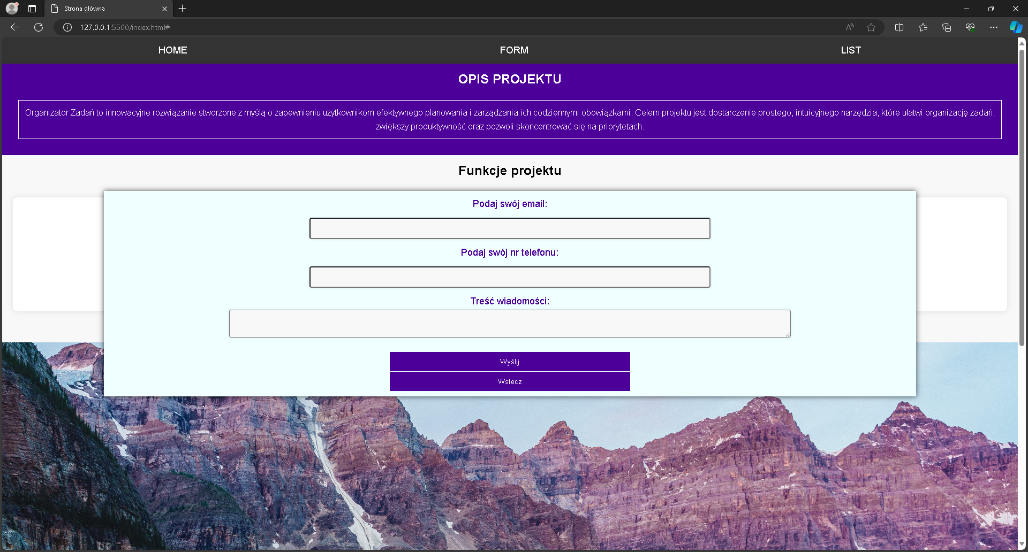 Strona główna
127.0.0.1:5500/index.html#
HOME FORM LIST
OPIS PROJEKTU
Organizator Zadań to innowacyjne rozwiązanie stworzone z myślą o zapewnieniu użytkownikom efektywnego planowania i zarządzania ich codziennymi obowiązkami. Celem projektu jest dostarczenie prostego, intuicyjnego narzędzia, które ułatwi organizację zadań,
zwiększy produktywność oraz pozwoli skoncentrować się na priorytetach.
Funkcje projektu
Podaj swój email:
Podaj swój nr telefonu:
Treść wiadomości:
Wyślij
Wstecz